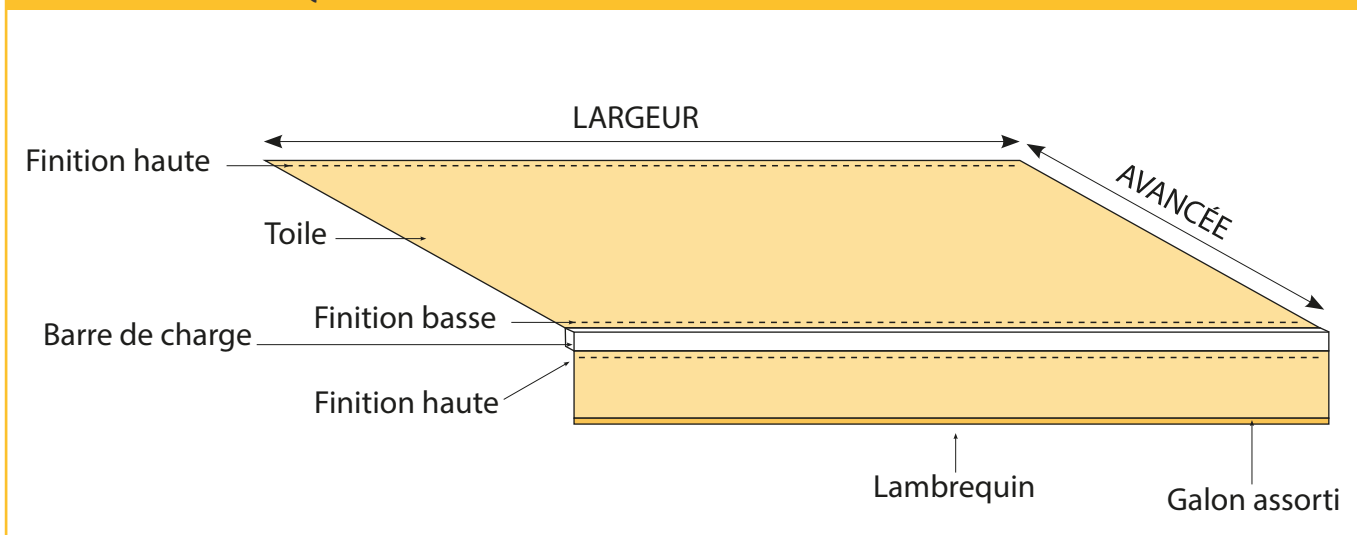 LARGEUR
Finition haute
AVANCÉE
Toile
Finition basse
Barre de charge
Finition haute
Lambrequin
Galon assorti